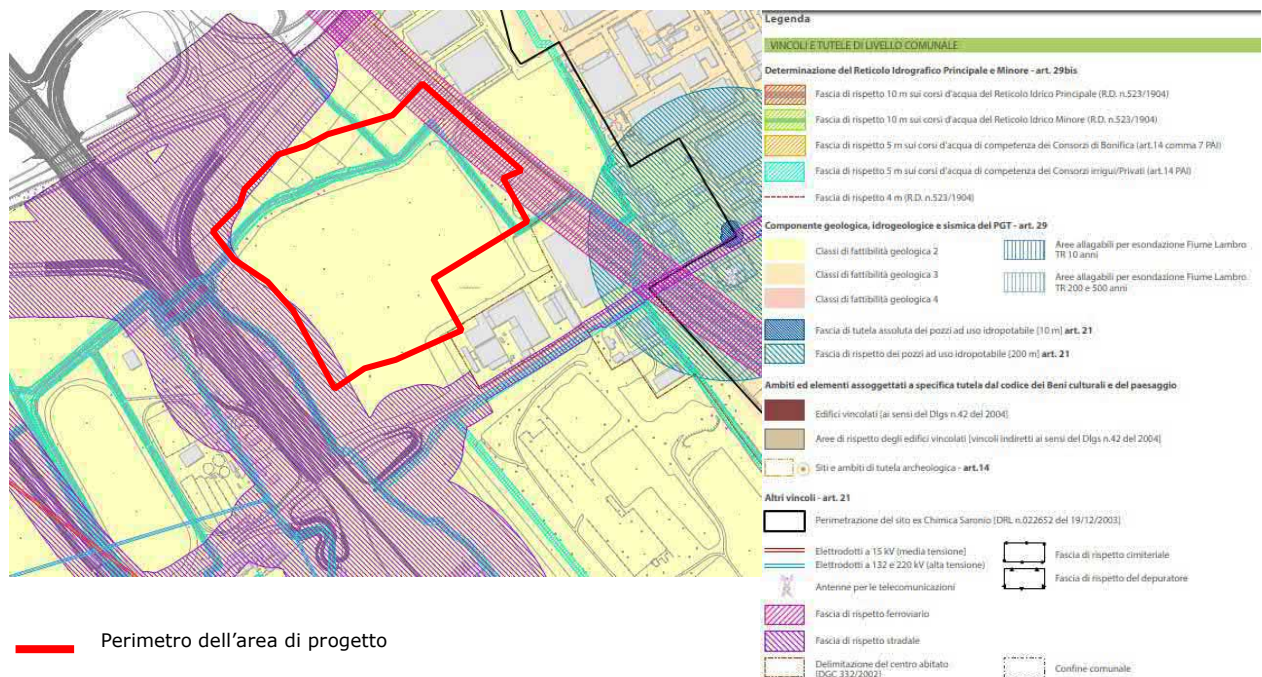 Legenda
VINCOLI E TUTELE DI LIVELLO COMUNALE
Determinazione del Reticolo Idrografico Principale e Minore - art. 29bis
Fascia di rispetto 10 m sui corsi d'acqua del Reticolo Idrico Principale (R.D. n.523/1904)
Fascia di rispetto 10 m sui corsi d'acqua del Reticolo Idrico Minore (R.D. n.523/1904)
Fascia di rispetto 5 m sui corsi d'acqua di competenza dei Consorzi di Bonifica (art.14 comma 7 PAI)
Fascia di rispetto 5 m sui corsi d'acqua di competenza dei Consorzi irrigui/Privati (art.14 PAI)
Fascia di rispetto 4 m (R.D. n.523/1904)
Componente geologica, idrogeologice e sismica del PGT - art. 29
Classi di fattibilità geologica 2
Classi di fattibilità geologica 3
Classi di fattibilità geologica 4
Aree allagabili per esondazione Fiume Lambro
TR 10 anni
Aree allagabili per esondazione Fiume Lambro
TR 200 e 500 anni
Fascia di tutela assoluta dei pozzi ad uso idropotabile [10 m] art. 21
Fascia di rispetto dei pozzi ad uso idropotabile [200 m] art. 21
Ambiti ed elementi assoggettati a specifica tutela dal codice dei Beni culturali e del paesaggio
Edifici vincolati [ai sensi del Dlgs n.42 del 2004]
Aree di rispetto degli edifici vincolati [vincoli indiretti ai sensi del Dlgs n.42 del 2004]
Siti e ambiti di tutela archeologica - art.14
Altri vincoli - art. 21
Perimetrazione del sito ex Chimica Saronio [DRL n.022652 del 19/12/2003]
Elettrodotti a 15 kV (media tensione]
Elettrodotti a 132 e 220 kV (alta tensione)
Antenne per le telecomunicazioni
Fascia di rispetto cimiteriale
Fascia di rispetto del depuratore
Fascia di rispetto ferroviario
Fascia di rispetto stradale
Delimitazione del centro abitato
[DGC 332/2002]
Confine comunale
Perimetro dell'area di progetto